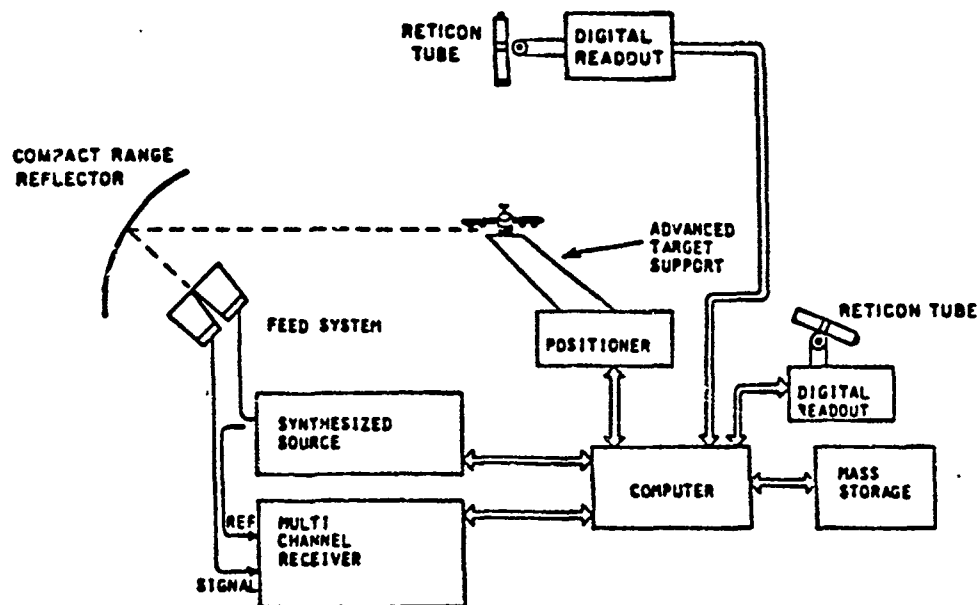 RETICON
TUBE
DIGITAL
READOUT
COMPACT RANGE
REFLECTOR
ADVANCED
TARGET
SUPPORT
FEED SYSTEM
POSITIONER
RETICON TUBE
DIGITAL
READOUT
SYNTHESIZED
SOURCE
COMPUTER
MASS
STORAGE
REF
MULTI
CHANNEL
RECEIVER
SIGNAL